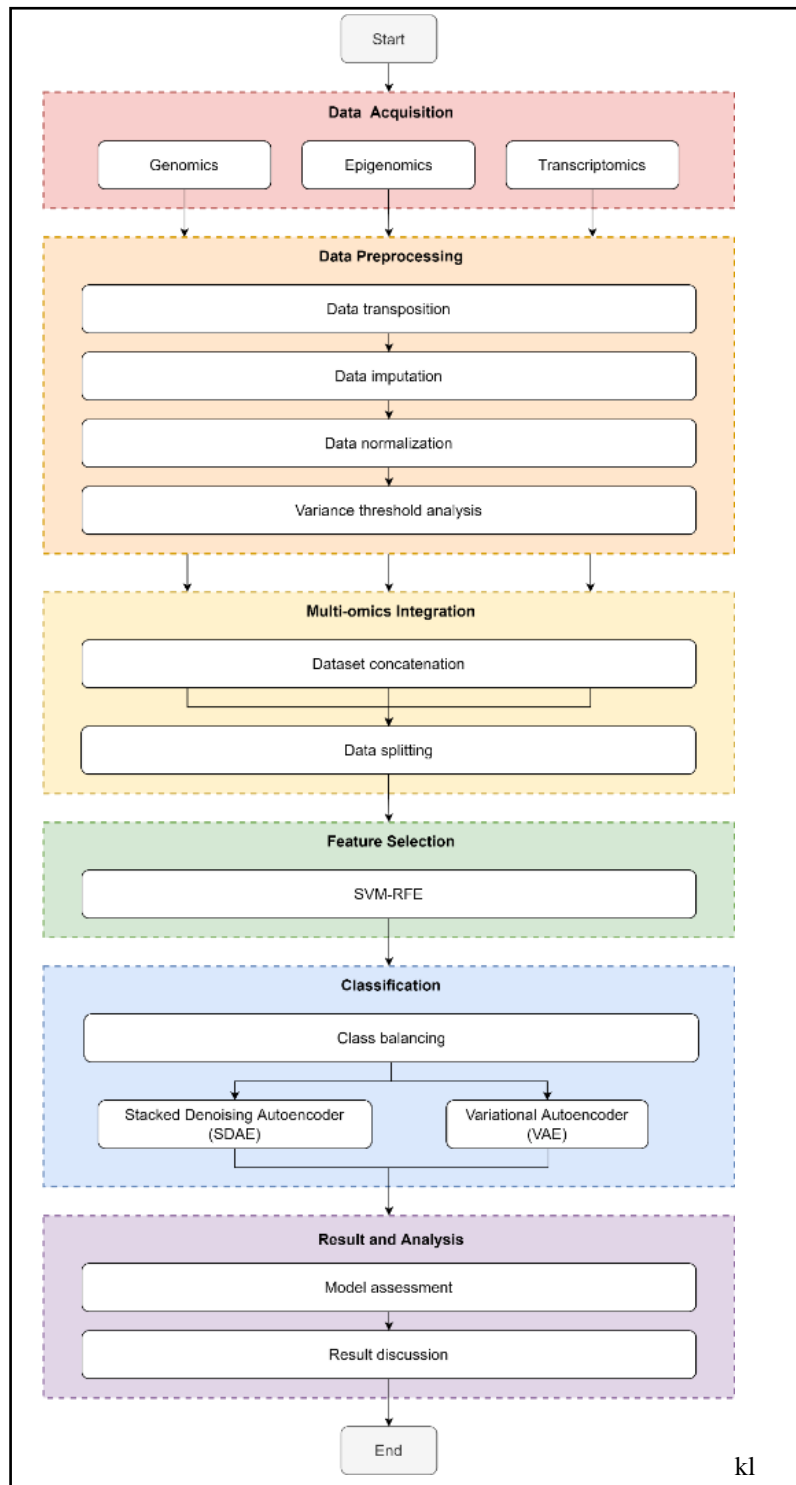 Start
Data Acquisition
Genomics
Epigenomics
Transcriptomics
Data Preprocessing
Data transposition
Data imputation
Data normalization
Variance threshold analysis
Multi-omics Integration
Dataset concatenation
Data splitting
Feature Selection
SVM-RFE
Classification
Class balancing
Stacked Denoising Autoencoder
(SDAE)
Variational Autoencoder
(VAE)
Result and Analysis
Model assessment
Result discussion
End
kl